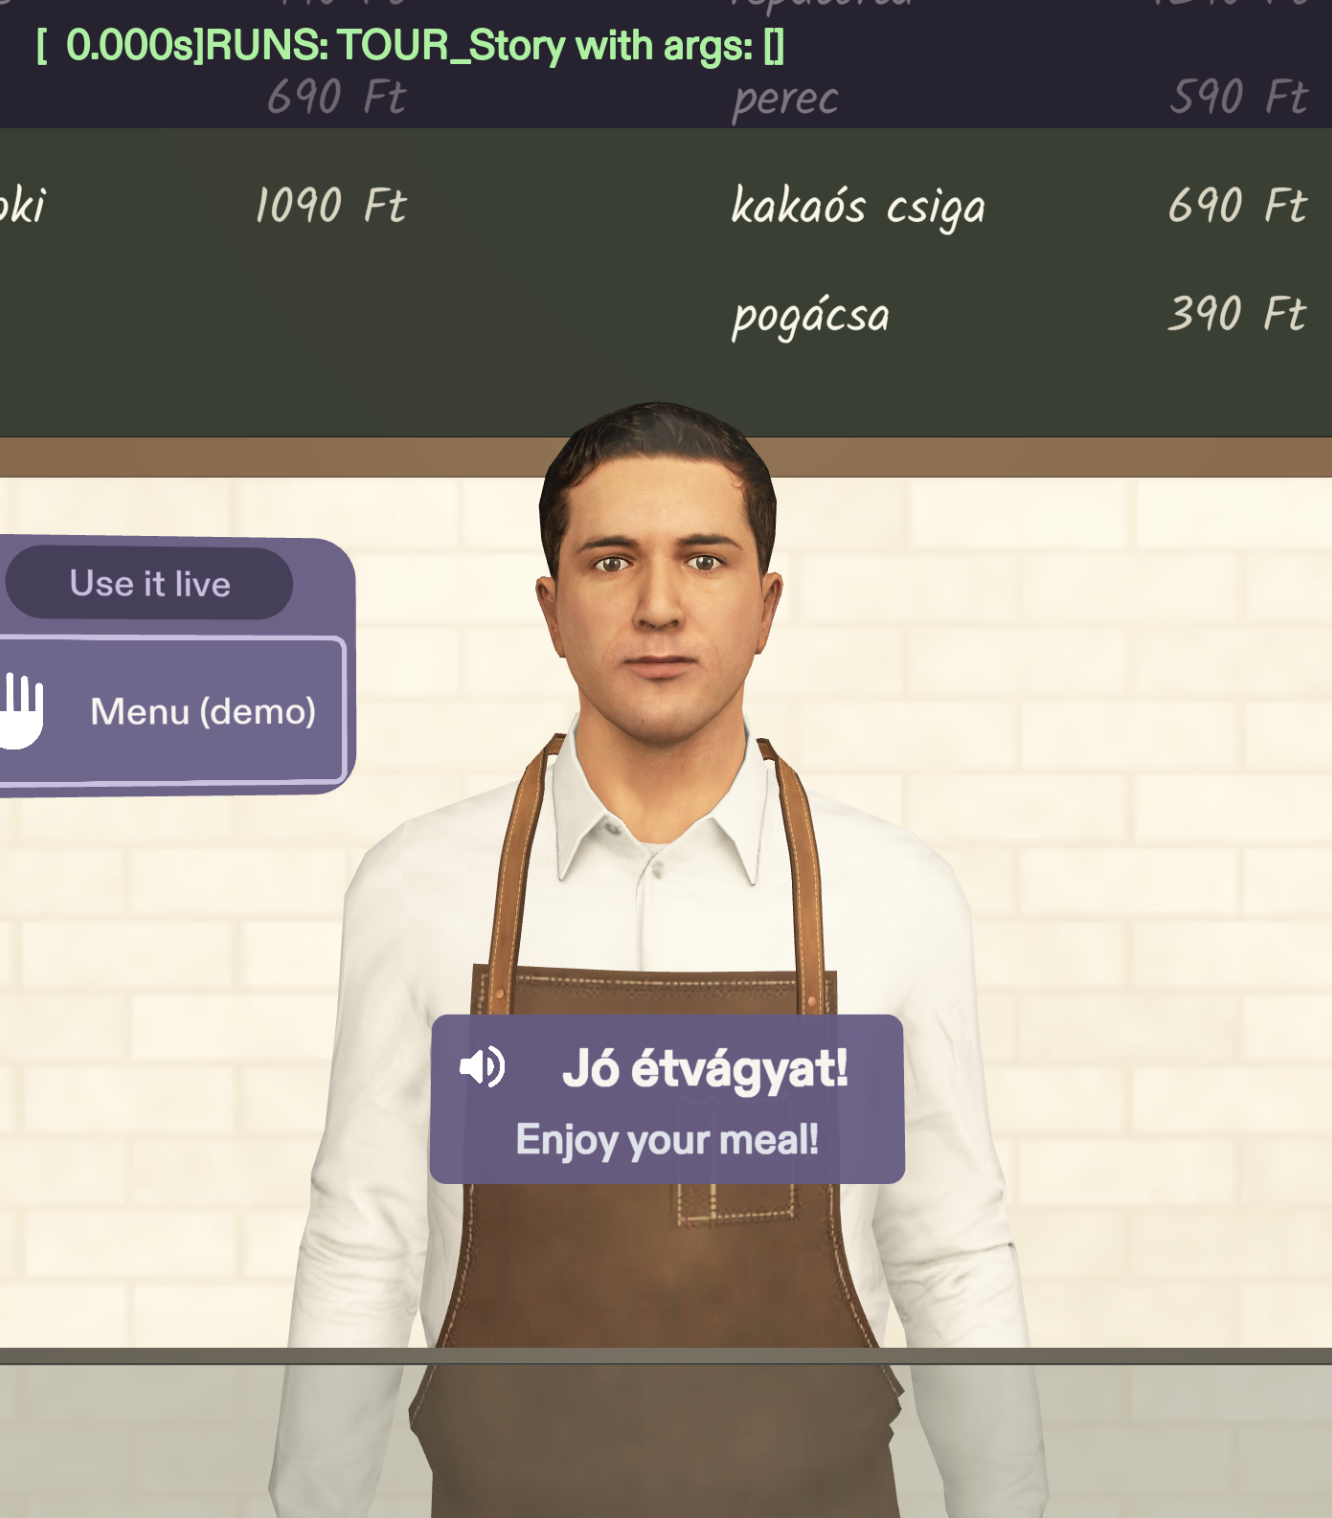 [  0.000s]RUNS: TOUR_Story with args: []
690 Ft perec 590 Ft
1090 Ft kakaós csiga 690 Ft
pogácsa 390 Ft
Use it live
Menu (demo)
Jó étvágyat!
Enjoy your meal!